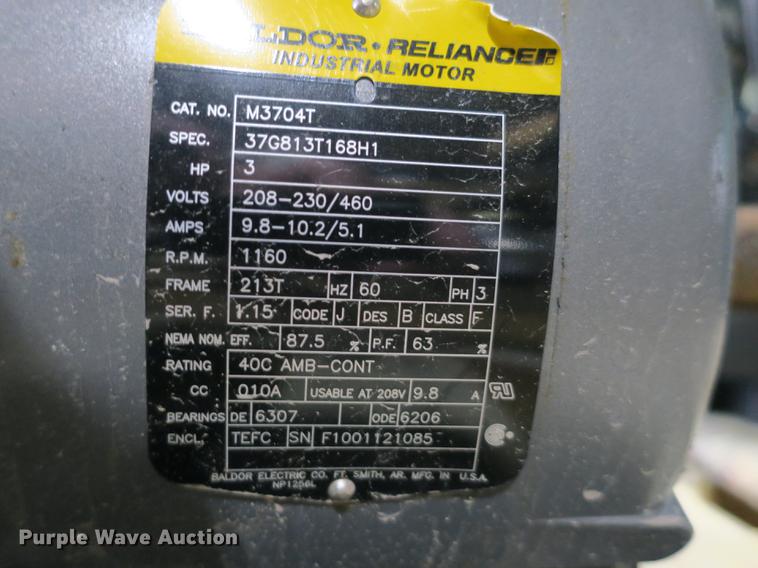 LDOR • RELIANCE
INDUSTRIAL MOTOR
CAT. NO. M3704T
SPEC. 37G813T168H1
HP 3
VOLTS 208-230/460
AMPS 9.8-10.2/5.1
R.P.M. 1160
FRAME 213T HZ 60 PH 3
SER. F. 1.15 CODE J DES B CLASS F
NEMA NOM. EFF. 87.5 % P.F. 63 %
RATING 40C AMB-CONT
CC 010A USABLE AT 208V 9.8 A
BEARINGS DE 6307 ODE 6206
ENCL. TEFC SN F1001121085
BALDOR ELECTRIC CO. FT. SMITH, AR. MFG. IN U.S.A.
NP1256L
Purple Wave Auction